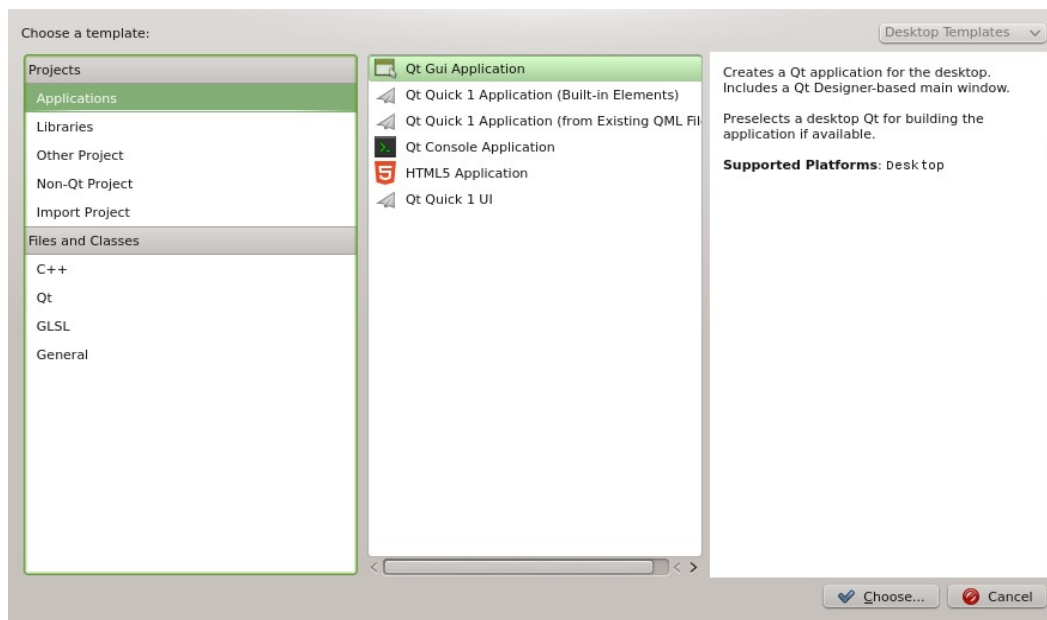 Choose a template:
Desktop Templates
Projects
Applications
Libraries
Other Project
Non-Qt Project
Import Project
Files and Classes
C++
Qt
GLSL
General
Qt Gui Application
Qt Quick 1 Application (Built-in Elements)
Qt Quick 1 Application (from Existing QML Fil
Qt Console Application
HTML5 Application
Qt Quick 1 UI
Creates a Qt application for the desktop.
Includes a Qt Designer-based main window.
Preselects a desktop Qt for building the
application if available.
Supported Platforms: Desktop
Choose...
Cancel